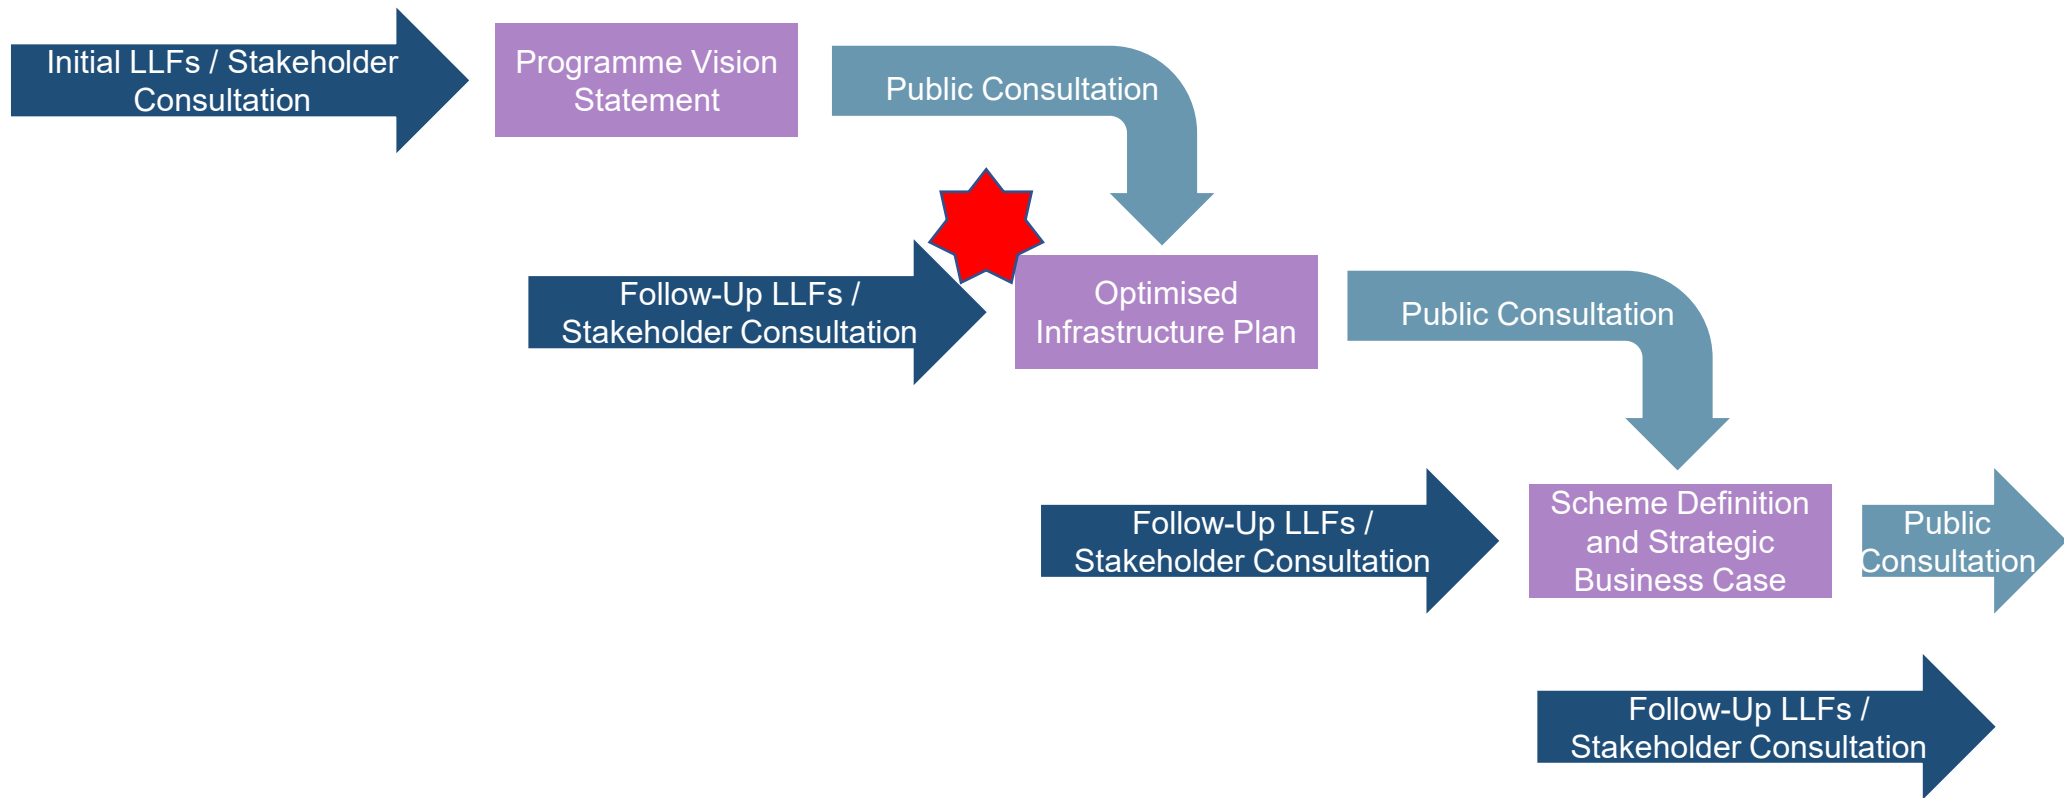 Initial LLFs / Stakeholder
Consultation
Programme Vision
Statement
Public Consultation
Follow-Up LLFs /
Stakeholder Consultation
Optimised
Infrastructure Plan
Public Consultation
Follow-Up LLFs /
Stakeholder Consultation
Scheme Definition
and Strategic
Business Case
Public
Consultation
Follow-Up LLFs /
Stakeholder Consultation